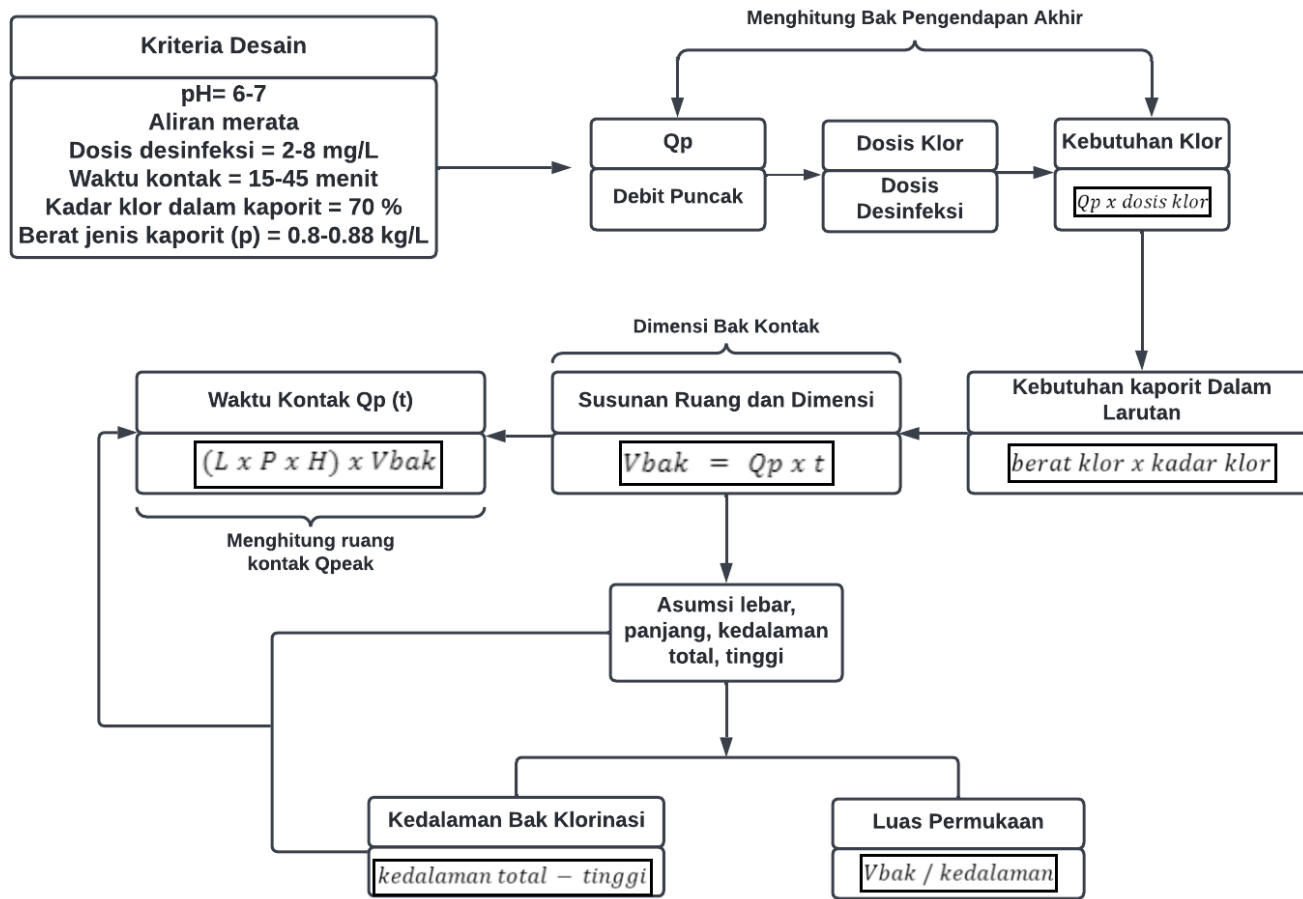 Kriteria Desain
pH= 6-7
Aliran merata
Dosis desinfeksi = 2-8 mg/L
Waktu kontak = 15-45 menit
Kadar klor dalam kaporit = 70 %
Berat jenis kaporit (p) = 0.8-0.88 kg/L
Menghitung Bak Pengendapan Akhir
Qp
Debit Puncak
Dosis Klor
Dosis
Desinfeksi
Kebutuhan Klor
Qp x dosis klor
Kebutuhan kaporit Dalam
Larutan
berat klor x kadar klor
Dimensi Bak Kontak
Susunan Ruang dan Dimensi
Vbak = Qp x t
Waktu Kontak Qp (t)
(L x P x H) x Vbak
Menghitung ruang
kontak Qpeak
Asumsi lebar,
panjang, kedalaman
total, tinggi
Kedalaman Bak Klorinasi
kedalaman total − tinggi
Luas Permukaan
Vbak / kedalaman